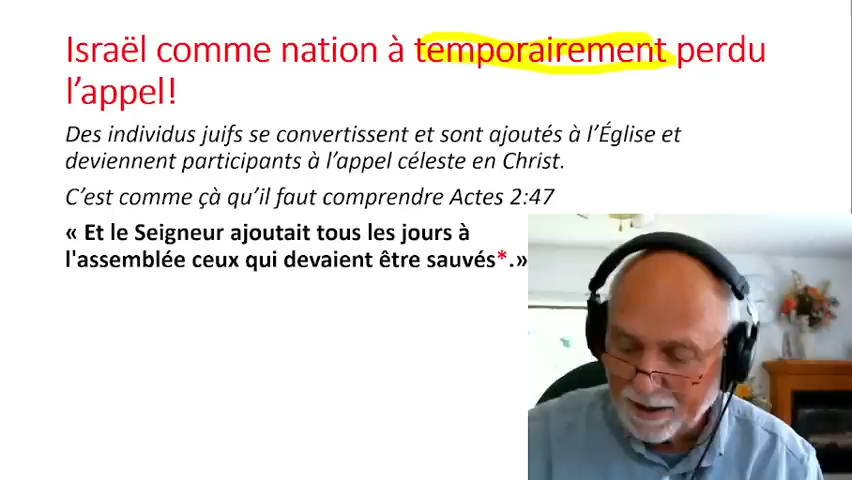 Israël comme nation à temporairement perdu
l’appel!
Des individus juifs se convertissent et sont ajoutés à l’Église et
deviennent participants à l’appel céleste en Christ.
C’est comme çà qu’il faut comprendre Actes 2:47
« Et le Seigneur ajoutait tous les jours à
l'assemblée ceux qui devaient être sauvés*.»